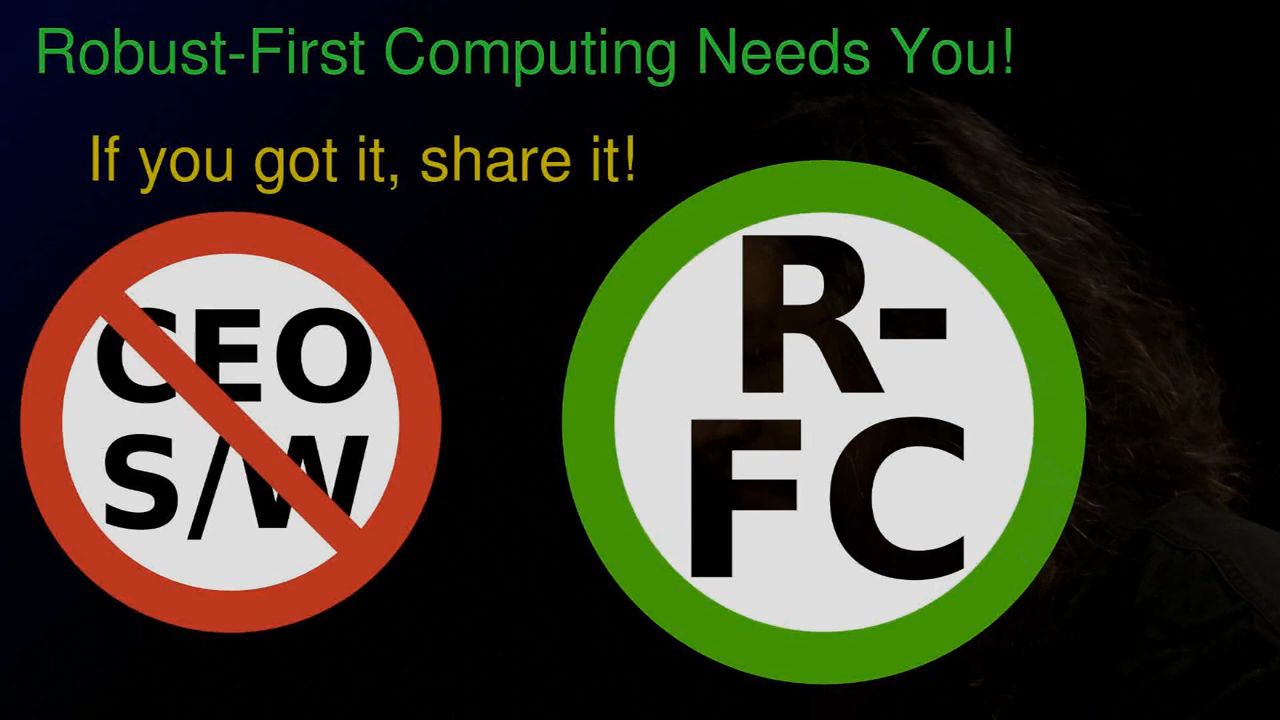 Robust-First Computing Needs You!
If you got it, share it!
CEO
S/W
R-
FC